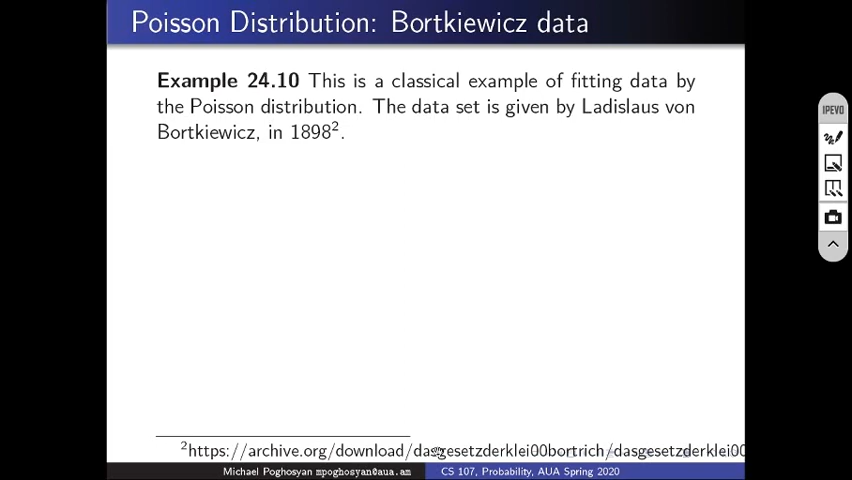 Poisson Distribution: Bortkiewicz data
Example 24.10 This is a classical example of fitting data by
the Poisson distribution. The data set is given by Ladislaus von
Bortkiewicz, in 1898².
²https://archive.org/download/dasgesetzderklei00bortrich/dasgesetzderklei00
Michael Poghosyan mpoghosyan@aua.am CS 107, Probability, AUA Spring 2020
IPEVO